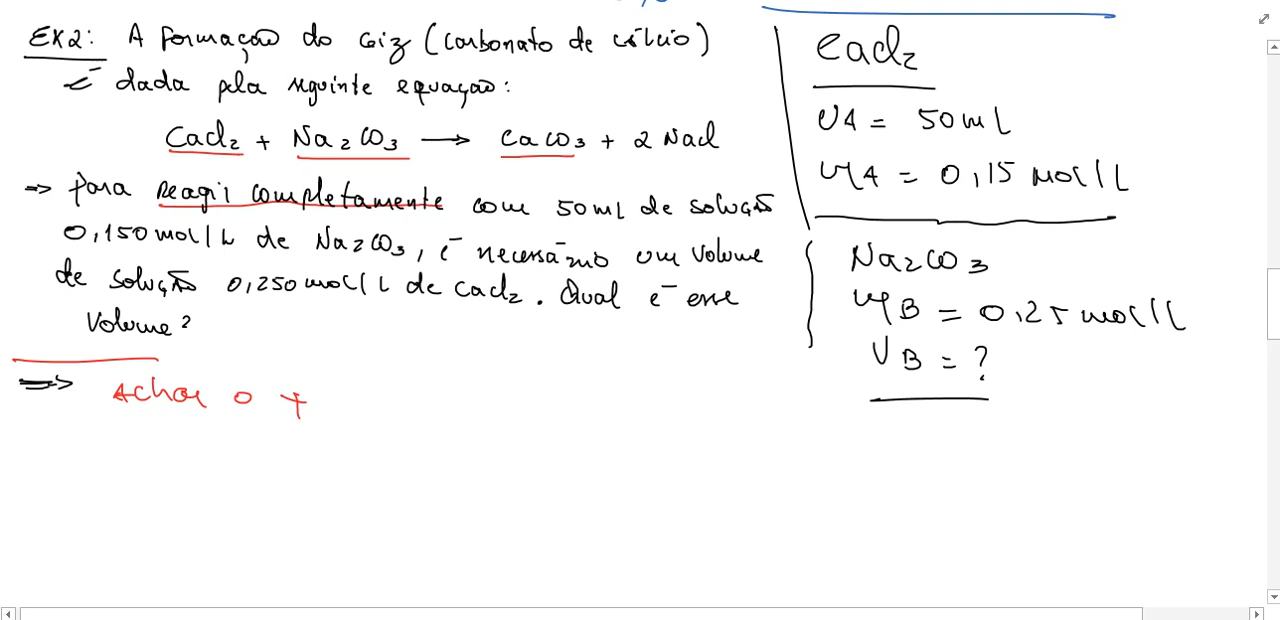 EX2: A formação do Giz (carbonato de cálcio)
É dada pela seguinte equação:
CaCl₂ + Na₂CO₃ → CaCO₃ + 2 NaCl
⇒ Para reagir completamente com 50mL de solução
0,150 mol/L de Na₂CO₃, é necessário um volume
de solução 0,250 mol/L de CaCl₂. Qual é esse
Volume?
⇒ Achar o
CaCl₂
VA = 50 mL
MA = 0,15 mol/L
Na₂CO₃
MB = 0,25 mol/L
VB = ?